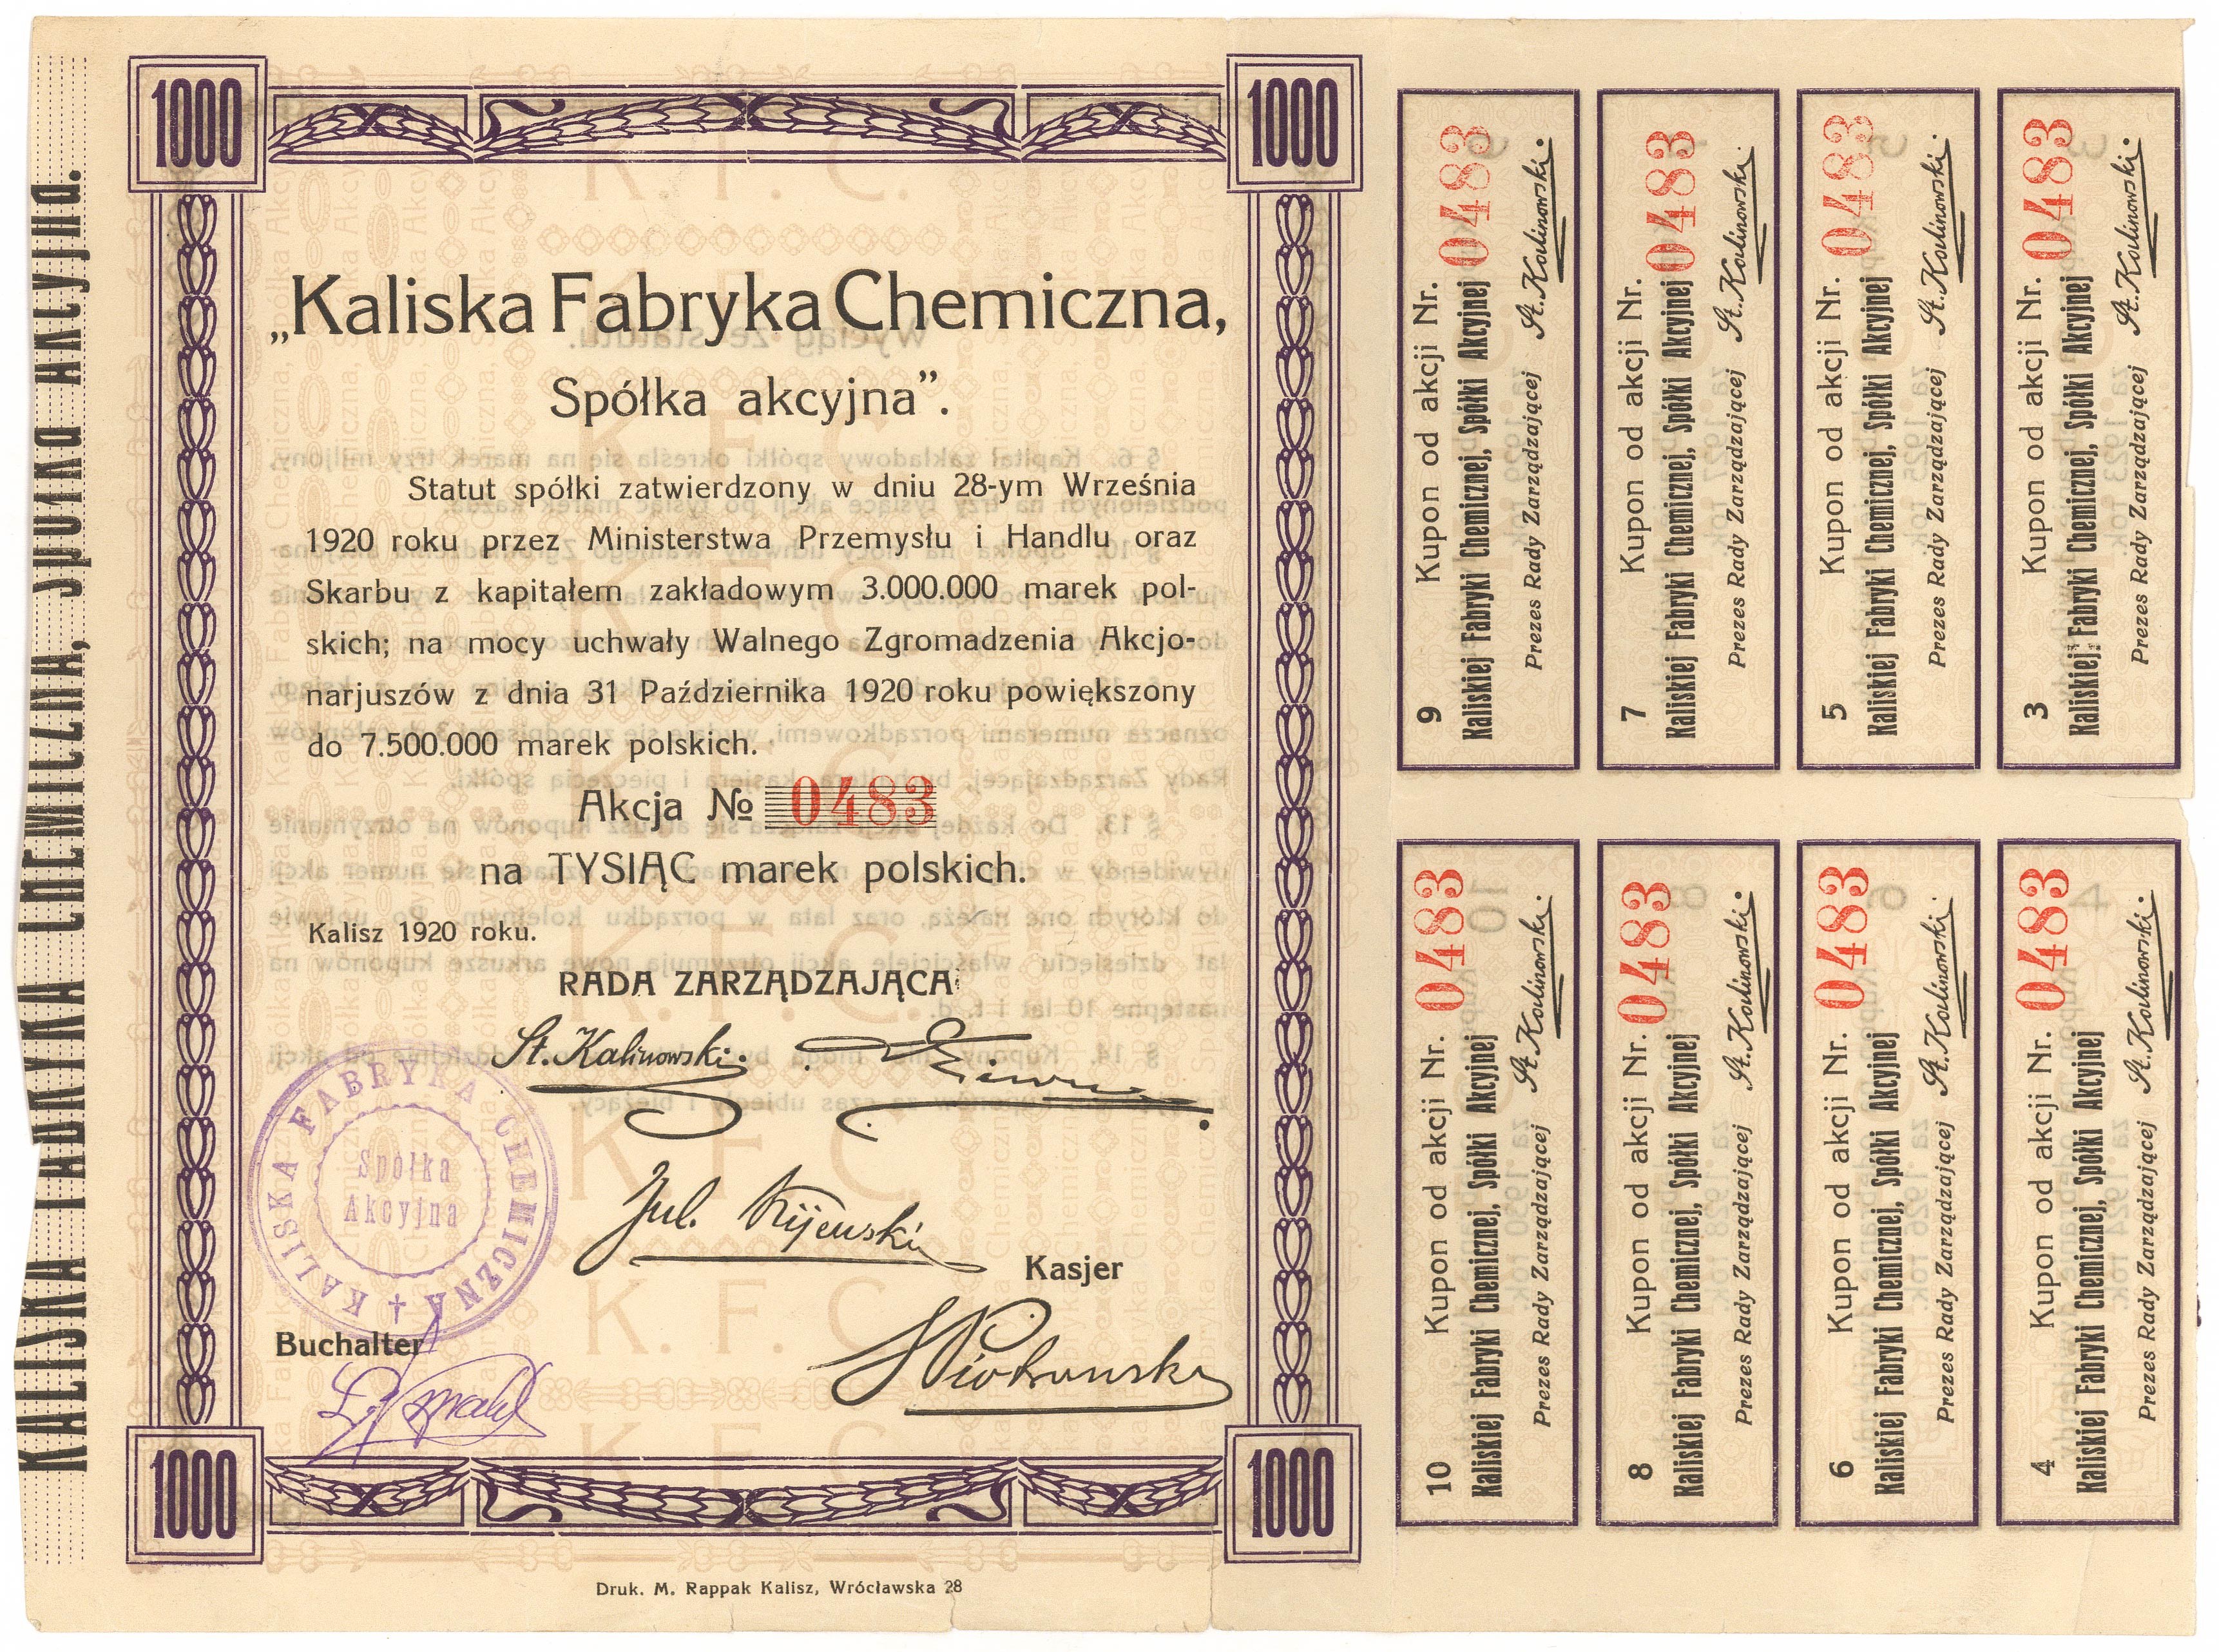 KALISKA FABRYKA CHEMICZNA, Spółka Akcyjna.
1000
1000
„Kaliska Fabryka Chemiczna,
Spółka akcyjna”.
Statut spółki zatwierdzony w dniu 28-ym Września
1920 roku przez Ministerstwa Przemysłu i Handlu oraz
Skarbu z kapitałem zakładowym 3.000.000 marek pol-
skich; na mocy uchwały Walnego Zgromadzenia Akcjo-
narjuszów z dnia 31 Października 1920 roku powiększony
do 7.500.000 marek polskich.
Akcja № 0483
na TYSIĄC marek polskich.
Kalisz 1920 roku.
RADA ZARZĄDZAJĄCA:
St. Kalinowski.
Jul. Kijewski
KALISKA FABRYKA CHEMICZNA
Spółka
Akcyjna
Kasjer
Buchalter
Piotrowski
1000
1000
Druk. M. Rappak Kalisz, Wrócławska 28
9 Kupon od akcji Nr. 0483
Kaliskiej Fabryki Chemicznej, Spółki Akcyjnej
Prezes Rady Zarządzającej St. Kalinowski.
7 Kupon od akcji Nr. 0483
Kaliskiej Fabryki Chemicznej, Spółki Akcyjnej
Prezes Rady Zarządzającej St. Kalinowski.
5 Kupon od akcji Nr. 0483
Kaliskiej Fabryki Chemicznej, Spółki Akcyjnej
Prezes Rady Zarządzającej St. Kalinowski.
3 Kupon od akcji Nr. 0483
Kaliskiej Fabryki Chemicznej, Spółki Akcyjnej
Prezes Rady Zarządzającej St. Kalinowski.
10 Kupon od akcji Nr. 0483
Kaliskiej Fabryki Chemicznej, Spółki Akcyjnej
Prezes Rady Zarządzającej St. Kalinowski.
8 Kupon od akcji Nr. 0483
Kaliskiej Fabryki Chemicznej, Spółki Akcyjnej
Prezes Rady Zarządzającej St. Kalinowski.
6 Kupon od akcji Nr. 0483
Kaliskiej Fabryki Chemicznej, Spółki Akcyjnej
Prezes Rady Zarządzającej St. Kalinowski.
4 Kupon od akcji Nr. 0483
Kaliskiej Fabryki Chemicznej, Spółki Akcyjnej
Prezes Rady Zarządzającej St. Kalinowski.